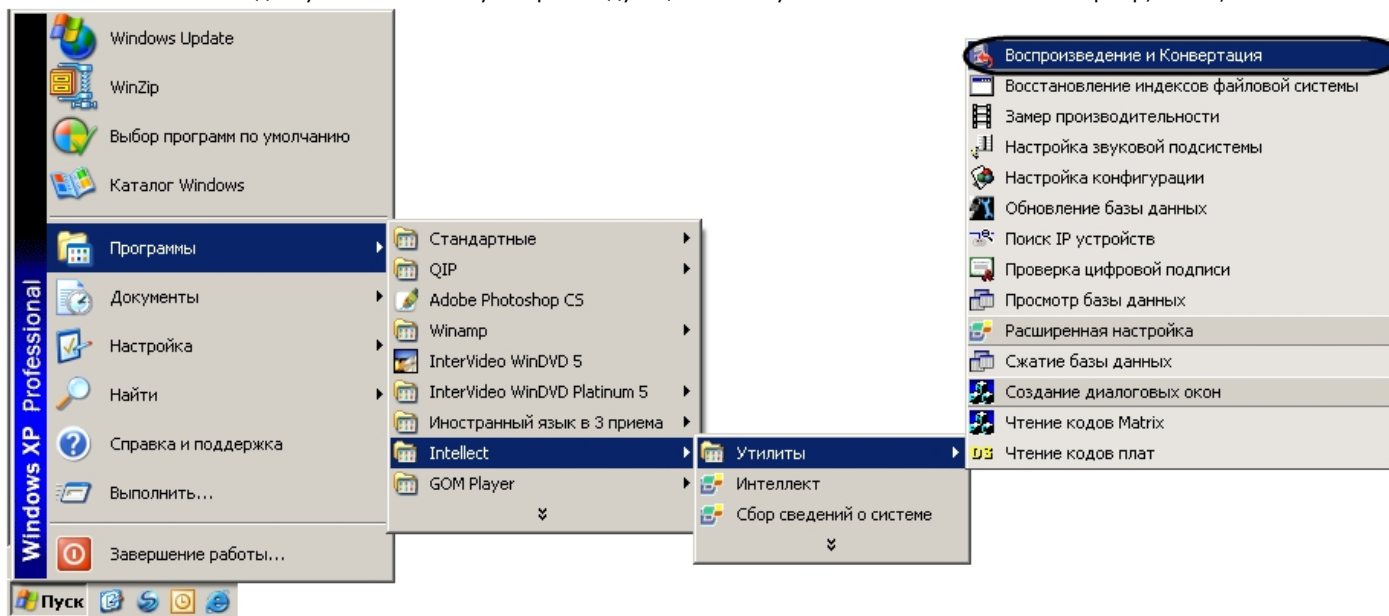 Windows Update
WinZip
Выбор программ по умолчанию
Каталог Windows
Программы
Документы
Настройка
Найти
Справка и поддержка
Выполнить...
Завершение работы...
Windows XP Professional
Пуск
Стандартные
QIP
Adobe Photoshop CS
Winamp
InterVideo WinDVD 5
InterVideo WinDVD Platinum 5
Иностранный язык в 3 приема
Intellect
GOM Player
Утилиты
Интеллект
Сбор сведений о системе
Воспроизведение и Конвертация
Восстановление индексов файловой системы
Замер производительности
Настройка звуковой подсистемы
Настройка конфигурации
Обновление базы данных
Поиск IP устройств
Проверка цифровой подписи
Просмотр базы данных
Расширенная настройка
Сжатие базы данных
Создание диалоговых окон
Чтение кодов Matrix
Чтение кодов плат